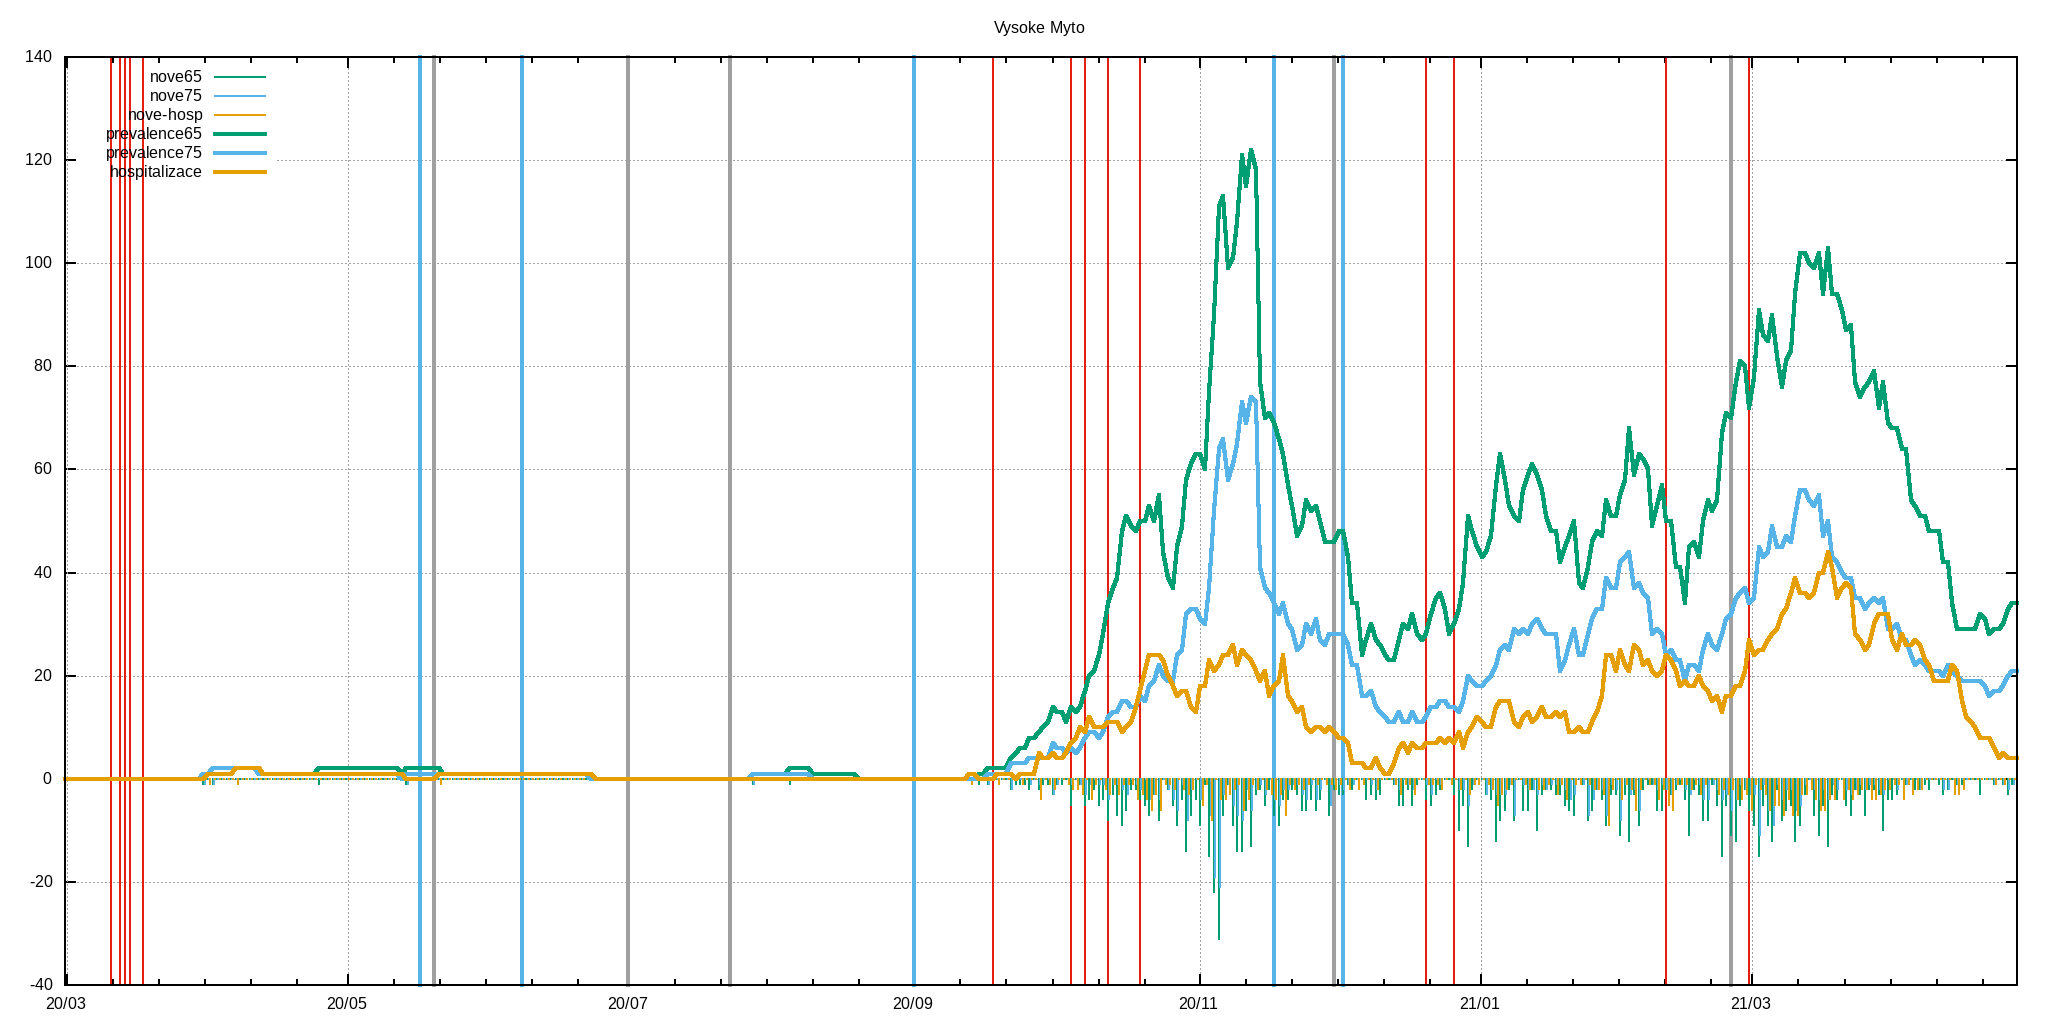 Vysoke Myto
140
120
100
80
60
40
20
0
-20
-40
nove65
nove75
nove-hosp
prevalence65
prevalence75
hospitalizace
20/03 20/05 20/07 20/09 20/11 21/01 21/03